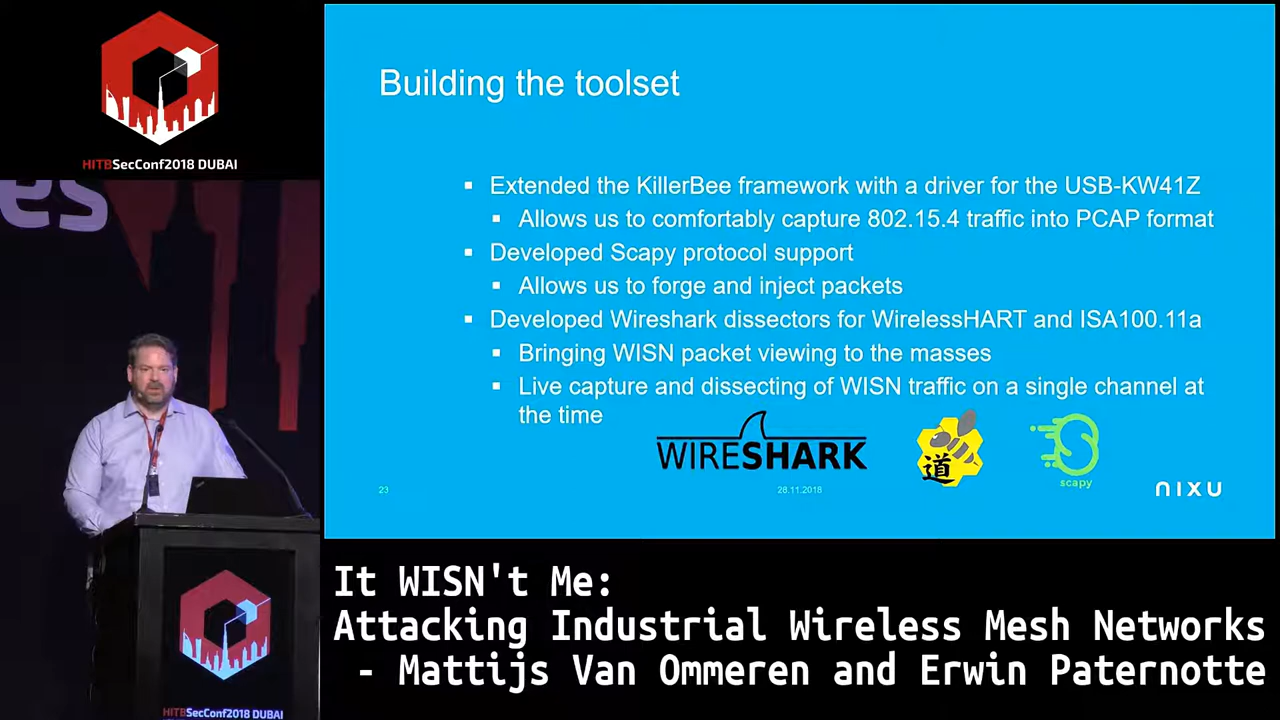 HITBSecConf2018 DUBAI
es
Building the toolset
Extended the KillerBee framework with a driver for the USB-KW41Z
Allows us to comfortably capture 802.15.4 traffic into PCAP format
Developed Scapy protocol support
Allows us to forge and inject packets
Developed Wireshark dissectors for WirelessHART and ISA100.11a
Bringing WISN packet viewing to the masses
Live capture and dissecting of WISN traffic on a single channel at
the time
WIRESHARK
道
scapy
23
28.11.2018
nixu
HITBSecConf2018 DUBAI
It WISN't Me:
Attacking Industrial Wireless Mesh Networks
- Mattijs Van Ommeren and Erwin Paternotte